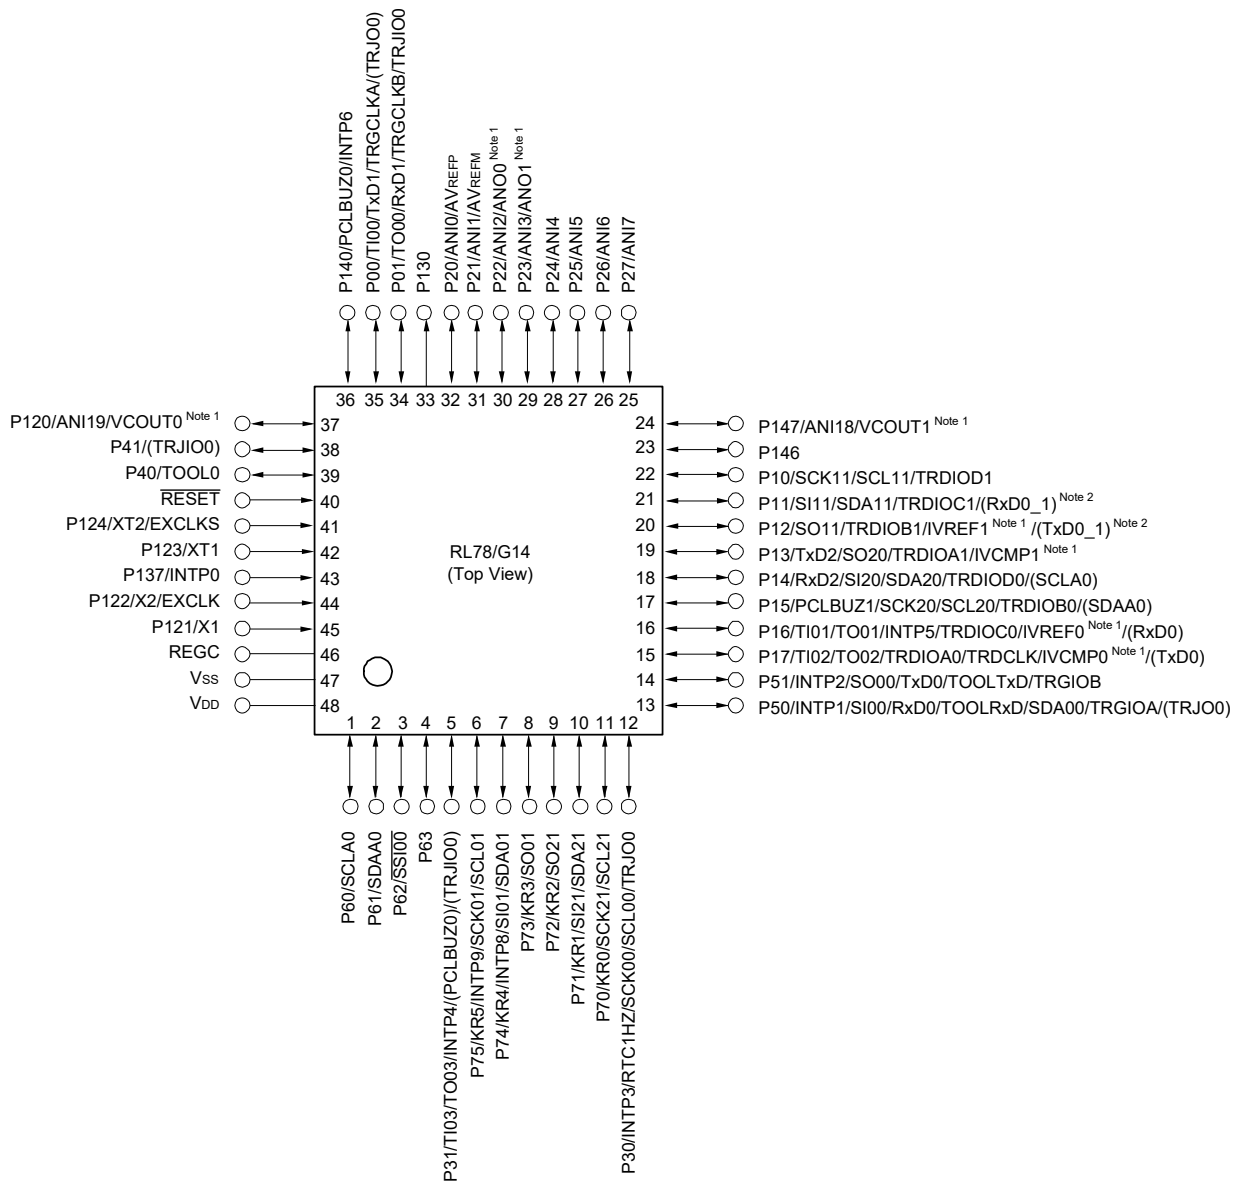 P140/PCLBUZ0/INTP6
P00/TI00/TxD1/TRGCLKA/(TRJO0)
P01/TO00/RxD1/TRGCLKB/TRJIO0
P130
P20/ANI0/AVREFP
P21/ANI1/AVREFM
P22/ANI2/ANO0 Note 1
P23/ANI3/ANO1 Note 1
P24/ANI4
P25/ANI5
P26/ANI6
P27/ANI7
36 35 34 33 32 31 30 29 28 27 26 25
P120/ANI19/VCOUT0 Note 1 37
P41/(TRJIO0) 38
P40/TOOL0 39
RESET 40
P124/XT2/EXCLKS 41
P123/XT1 42
P137/INTP0 43
P122/X2/EXCLK 44
P121/X1 45
REGC 46
VSS 47
VDD 48
RL78/G14
(Top View)
24 P147/ANI18/VCOUT1 Note 1
23 P146
22 P10/SCK11/SCL11/TRDIOD1
21 P11/SI11/SDA11/TRDIOC1/(RxD0_1) Note 2
20 P12/SO11/TRDIOB1/IVREF1 Note 1 /(TxD0_1) Note 2
19 P13/TxD2/SO20/TRDIOA1/IVCMP1 Note 1
18 P14/RxD2/SI20/SDA20/TRDIOD0/(SCLA0)
17 P15/PCLBUZ1/SCK20/SCL20/TRDIOB0/(SDAA0)
16 P16/TI01/TO01/INTP5/TRDIOC0/IVREF0 Note 1/(RxD0)
15 P17/TI02/TO02/TRDIOA0/TRDCLK/IVCMP0 Note 1/(TxD0)
14 P51/INTP2/SO00/TxD0/TOOLTxD/TRGIOB
13 P50/INTP1/SI00/RxD0/TOOLRxD/SDA00/TRGIOA/(TRJO0)
1 2 3 4 5 6 7 8 9 10 11 12
P60/SCLA0
P61/SDAA0
P62/SSI00
P63
P31/TI03/TO03/INTP4/(PCLBUZ0)/(TRJIO0)
P75/KR5/INTP9/SCK01/SCL01
P74/KR4/INTP8/SI01/SDA01
P73/KR3/SO01
P72/KR2/SO21
P71/KR1/SI21/SDA21
P70/KR0/SCK21/SCL21
P30/INTP3/RTC1HZ/SCK00/SCL00/TRJO0